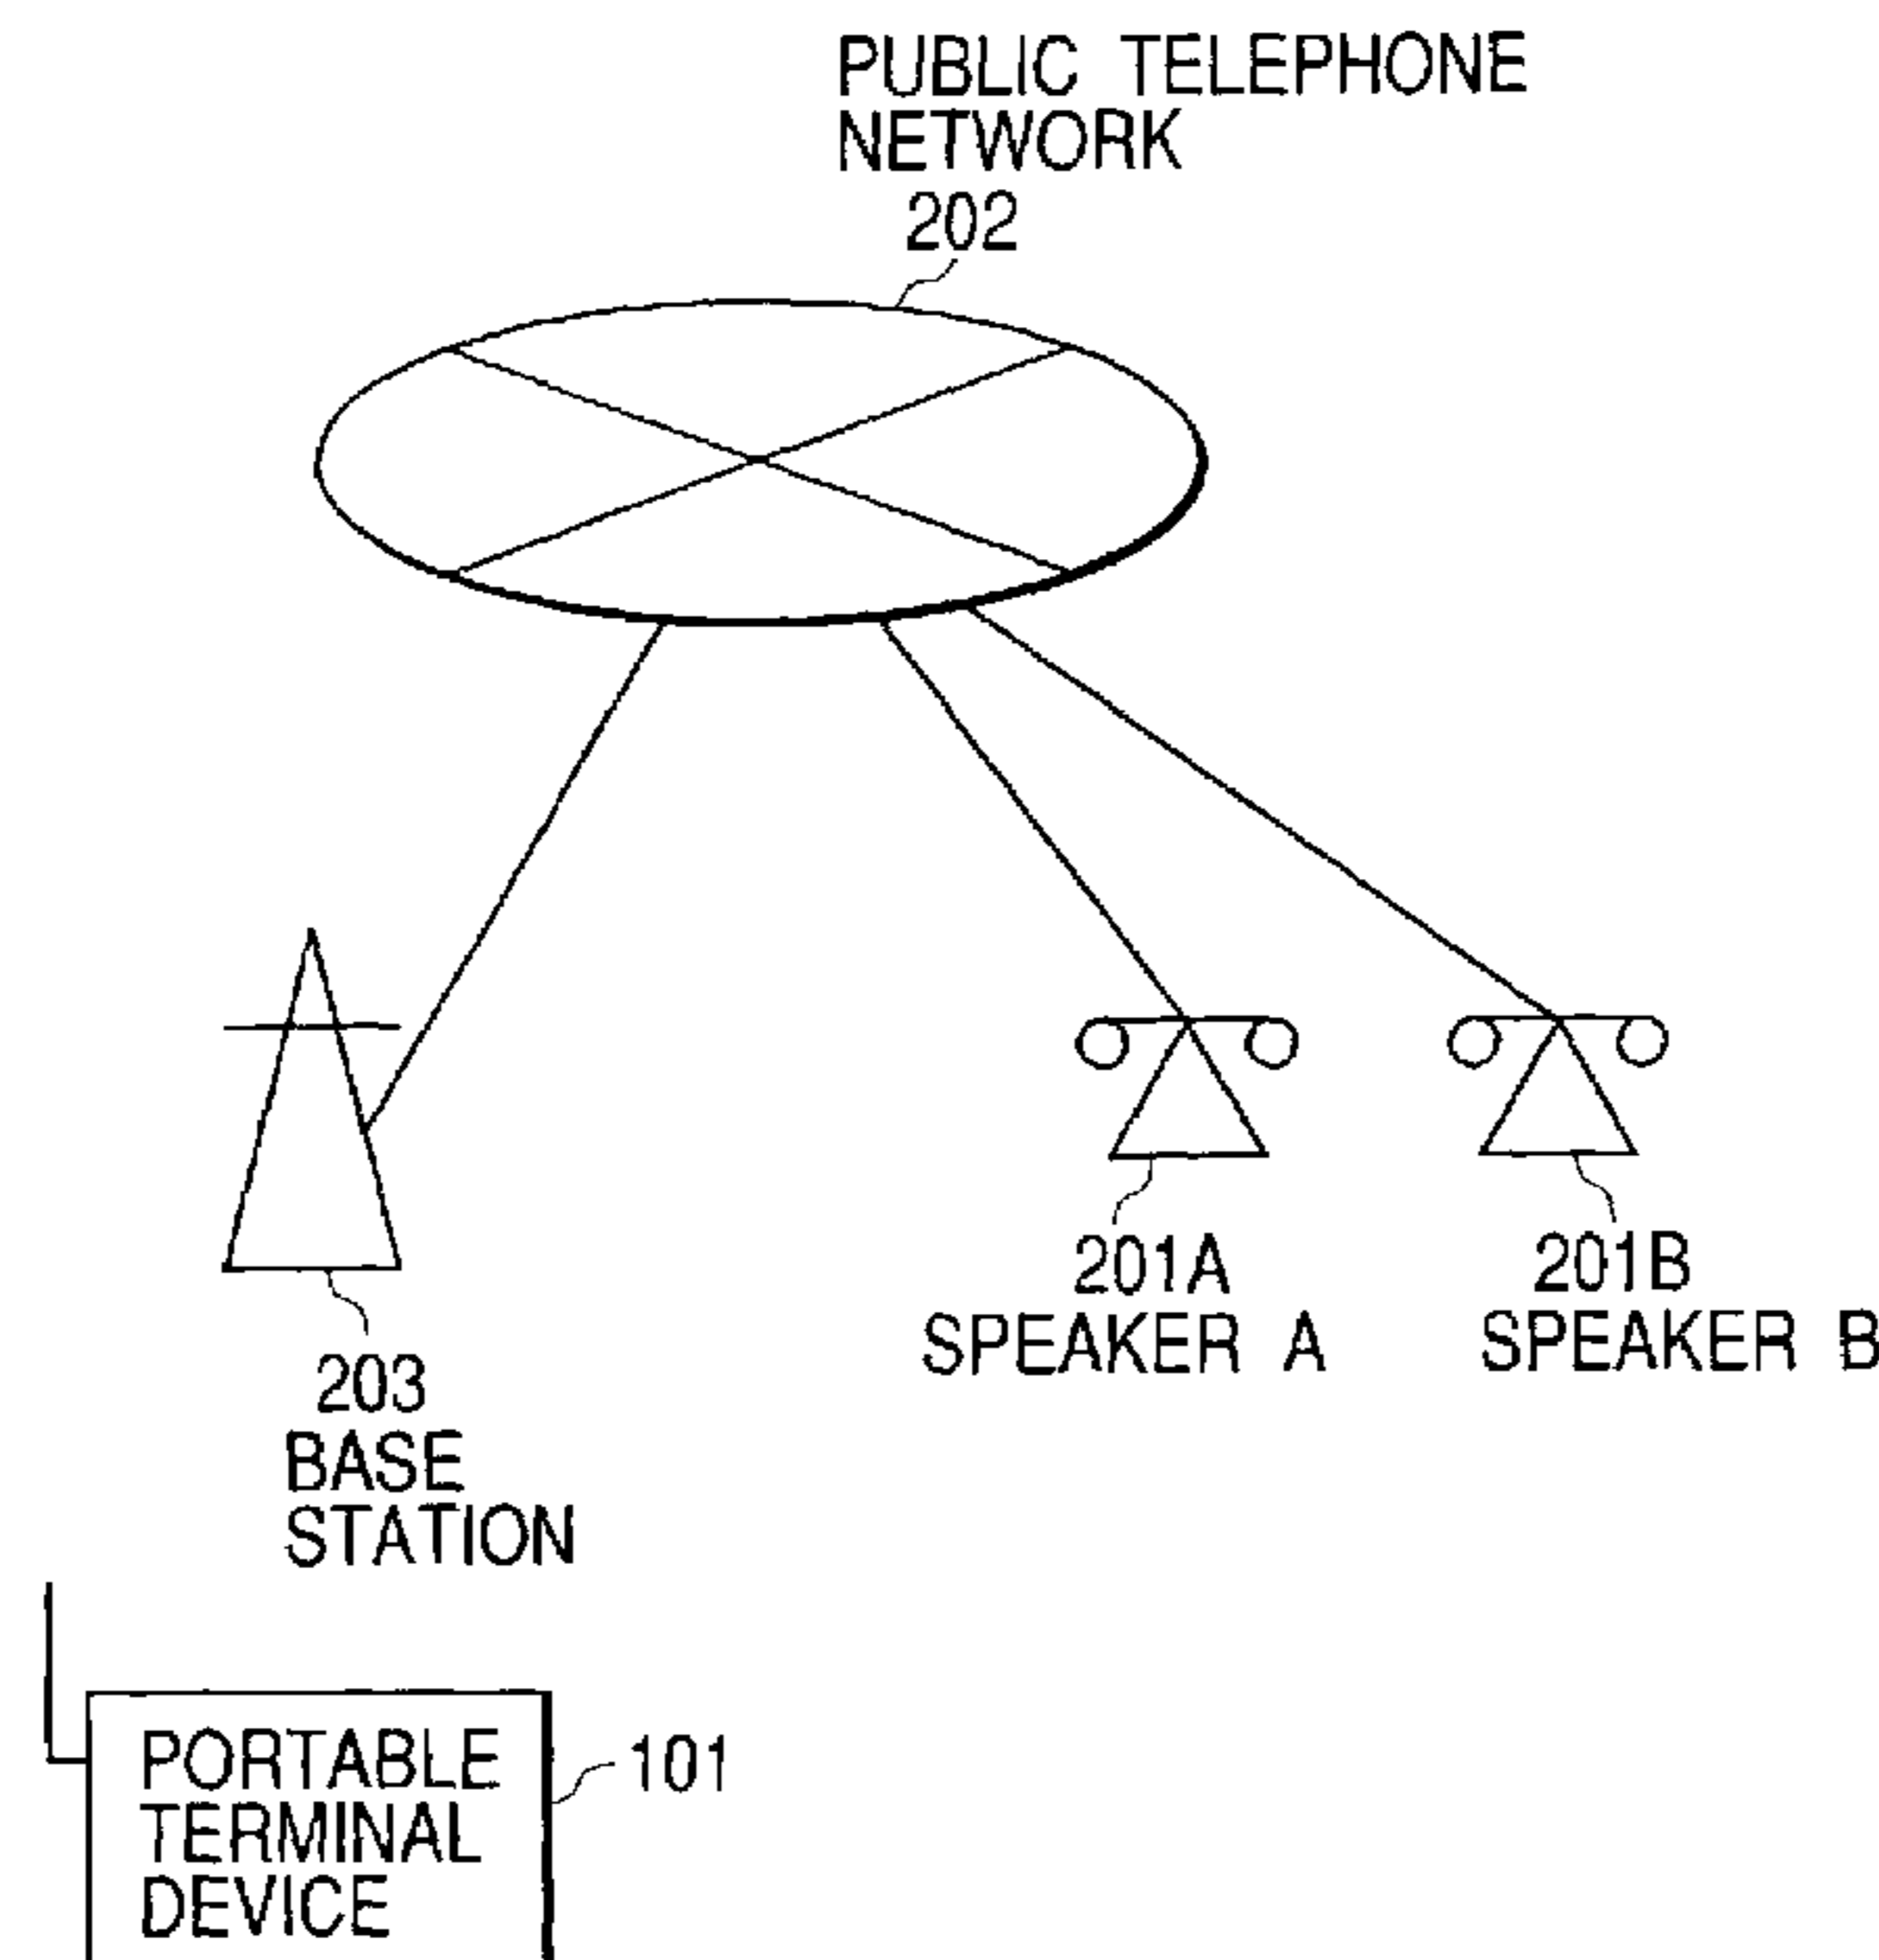 PUBLIC TELEPHONE
NETWORK
202
201A
SPEAKER A
201B
SPEAKER B
203
BASE
STATION
PORTABLE
TERMINAL
DEVICE
101